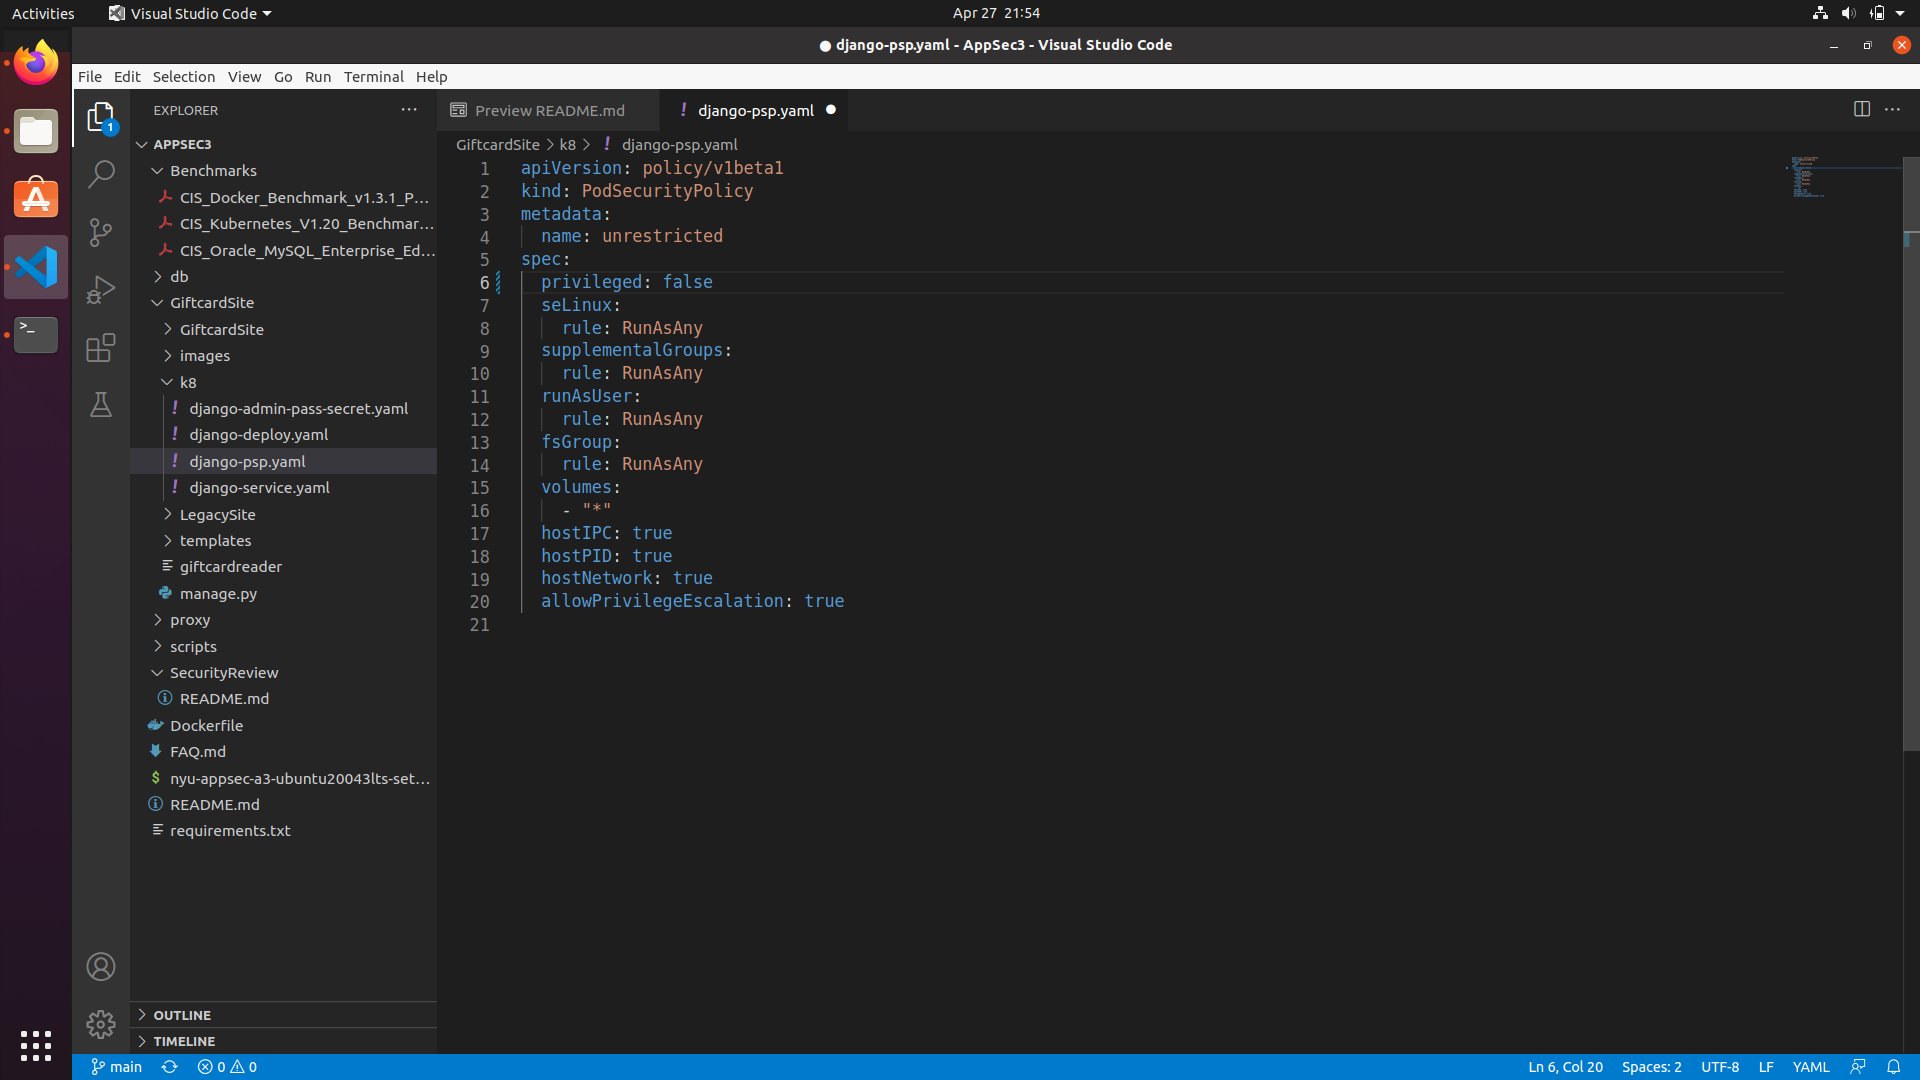 Activities
Visual Studio Code
Apr 27 21:54
django-psp.yaml - AppSec3 - Visual Studio Code
File Edit Selection View Go Run Terminal Help
1
EXPLORER
APPSEC3
Benchmarks
CIS_Docker_Benchmark_v1.3.1_P...
CIS_Kubernetes_V1.20_Benchmar...
CIS_Oracle_MySQL_Enterprise_Ed...
db
GiftcardSite
GiftcardSite
images
k8
django-admin-pass-secret.yaml
django-deploy.yaml
django-psp.yaml
django-service.yaml
LegacySite
templates
giftcardreader
manage.py
proxy
scripts
SecurityReview
README.md
Dockerfile
FAQ.md
nyu-appsec-a3-ubuntu20043lts-set...
README.md
requirements.txt
OUTLINE
TIMELINE
Preview README.md
! django-psp.yaml
GiftcardSite > k8 > ! django-psp.yaml
1 apiVersion: policy/v1beta1
2 kind: PodSecurityPolicy
3 metadata:
4   name: unrestricted
5 spec:
6   privileged: false
7   seLinux:
8     rule: RunAsAny
9   supplementalGroups:
10     rule: RunAsAny
11   runAsUser:
12     rule: RunAsAny
13   fsGroup:
14     rule: RunAsAny
15   volumes:
16     - "*"
17   hostIPC: true
18   hostPID: true
19   hostNetwork: true
20   allowPrivilegeEscalation: true
21
main 0 0
Ln 6, Col 20 Spaces: 2 UTF-8 LF YAML